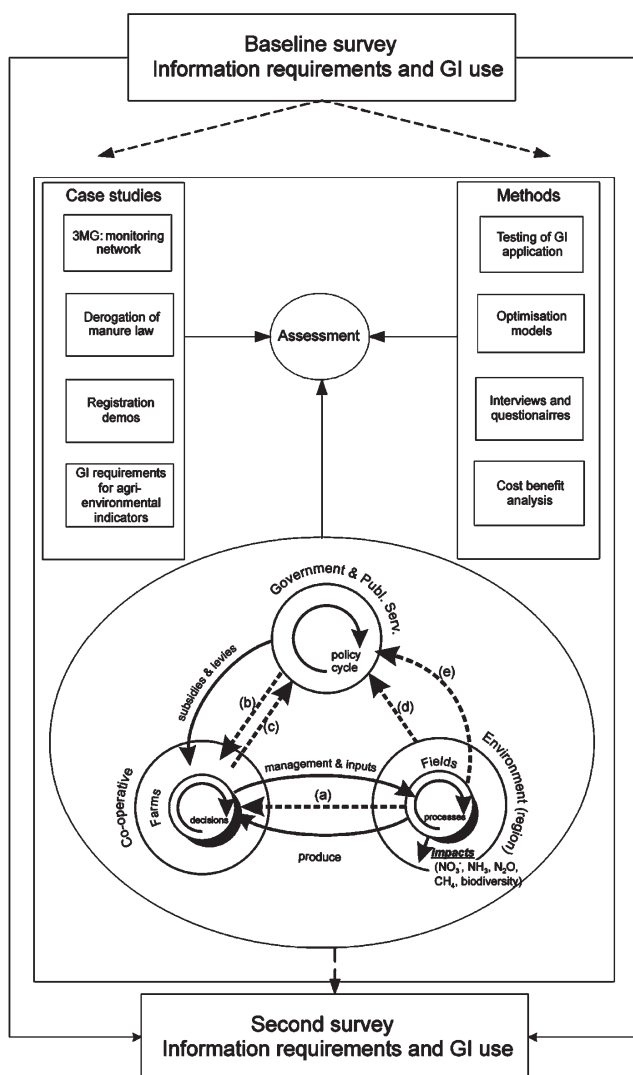 Baseline survey
Information requirements and GI use
Case studies
3MG: monitoring
network
Derogation of
manure law
Registration
demos
GI requirements
for agri-
environmental
indicators
Assessment
Methods
Testing of GI
application
Optimisation
models
Interviews and
questionairres
Cost benefit
analysis
Government & Publ. Serv.
policy
cycle
subsidies & levies
(b)
(c)
(d)
(e)
management & inputs
Co-operative
Farms
decisions
(a)
produce
Fields
processes
Environment (region)
Impacts
(NO₃⁻, NH₃, N₂O,
CH₄, biodiversity)
Second survey
Information requirements and GI use